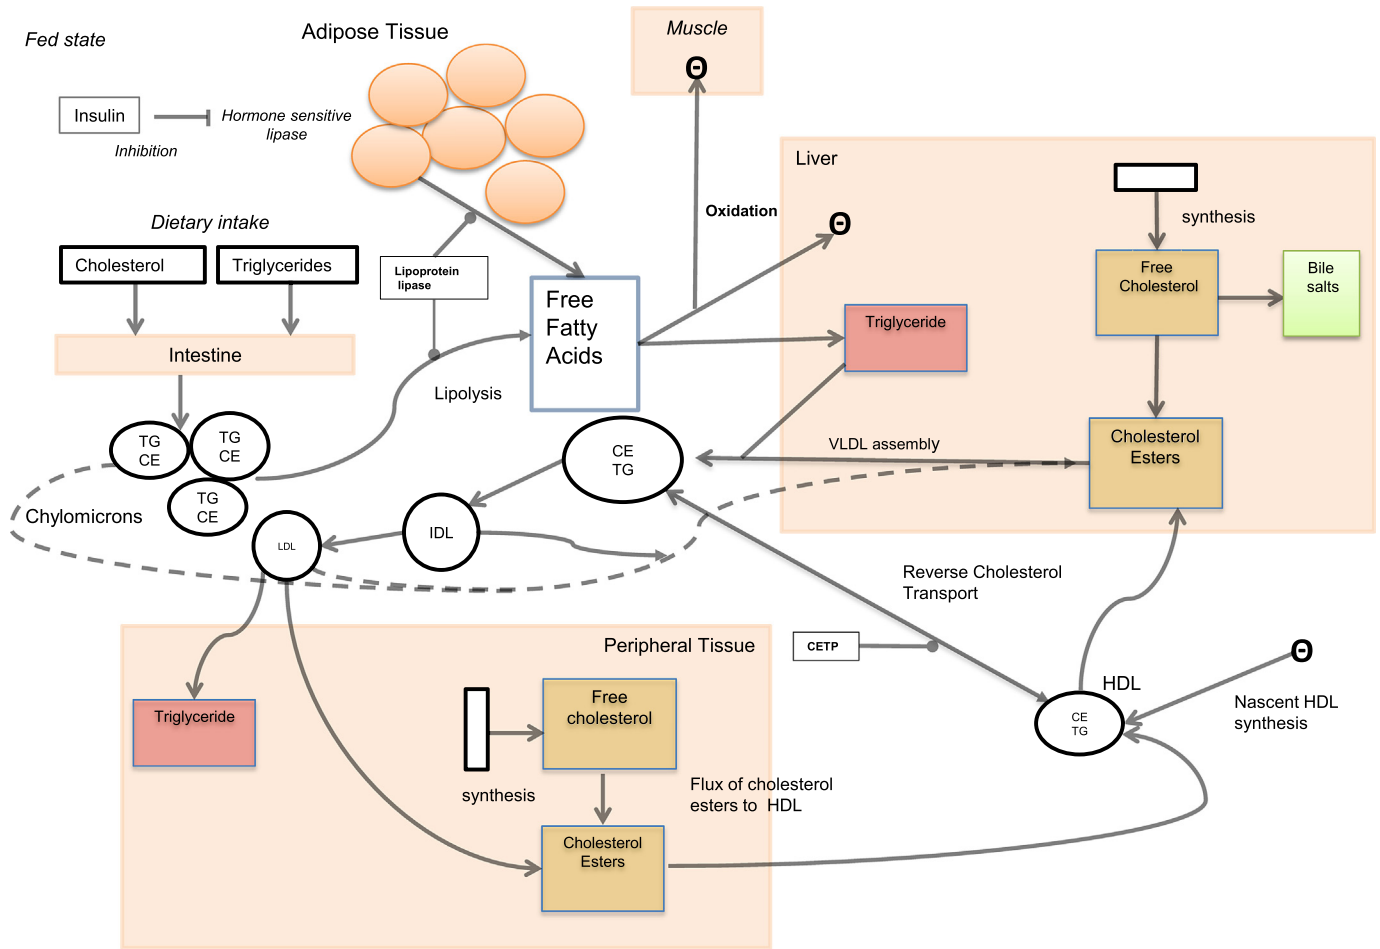 Fed state
Adipose Tissue
Muscle
Θ
Insulin
Hormone sensitive
lipase
Inhibition
Liver
Dietary intake
Cholesterol
Triglycerides
Lipoprotein
lipase
Oxidation
Θ
synthesis
Free
Cholesterol
Bile
salts
Free
Fatty
Acids
Triglyceride
Intestine
Lipolysis
TG
CE
TG
CE
TG
CE
Chylomicrons
CE
TG
VLDL assembly
Cholesterol
Esters
LDL
IDL
Reverse Cholesterol
Transport
CETP
Θ
HDL
Nascent HDL
synthesis
CE
TG
Peripheral Tissue
Triglyceride
Free
cholesterol
synthesis
Flux of cholesterol
esters to HDL
Cholesterol
Esters